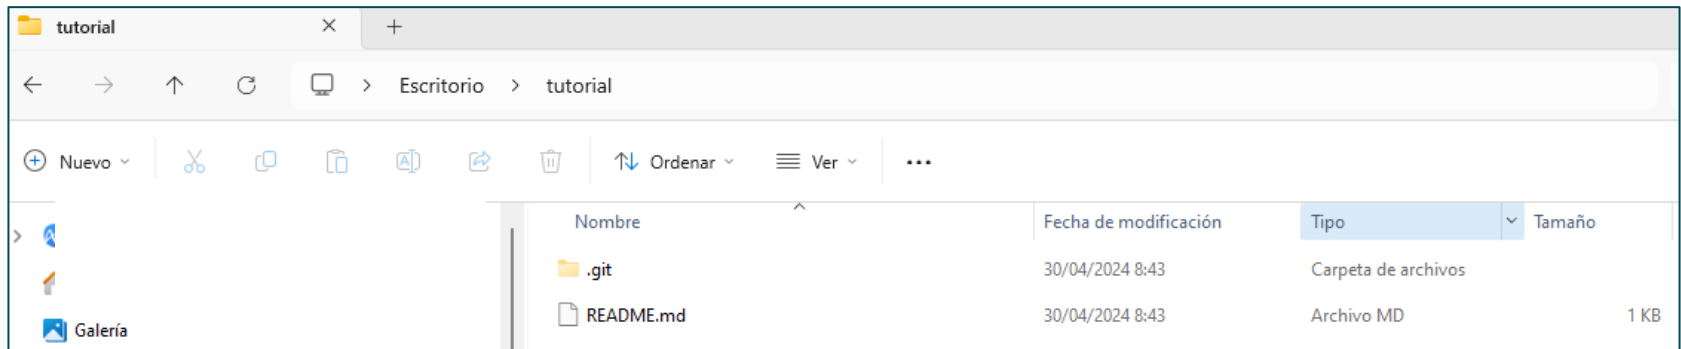 tutorial
Escritorio > tutorial
Nuevo Ordenar Ver
Nombre Fecha de modificación Tipo Tamaño
.git 30/04/2024 8:43 Carpeta de archivos
README.md 30/04/2024 8:43 Archivo MD 1 KB
Galería